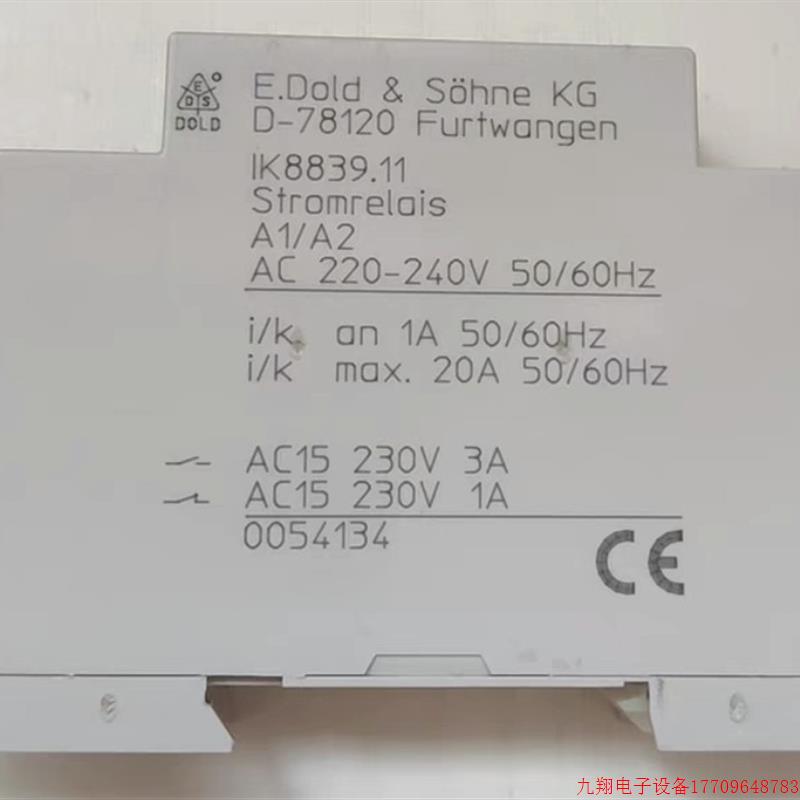 E.Dold & Söhne KG
D-78120 Furtwangen
E
DS
DOLD
IK8839.11
Stromrelais
A1/A2
AC 220-240V 50/60Hz
i/k an 1A 50/60Hz
i/k max. 20A 50/60Hz
AC15 230V 3A
AC15 230V 1A
0054134
CE
九翔电子设备17709648783